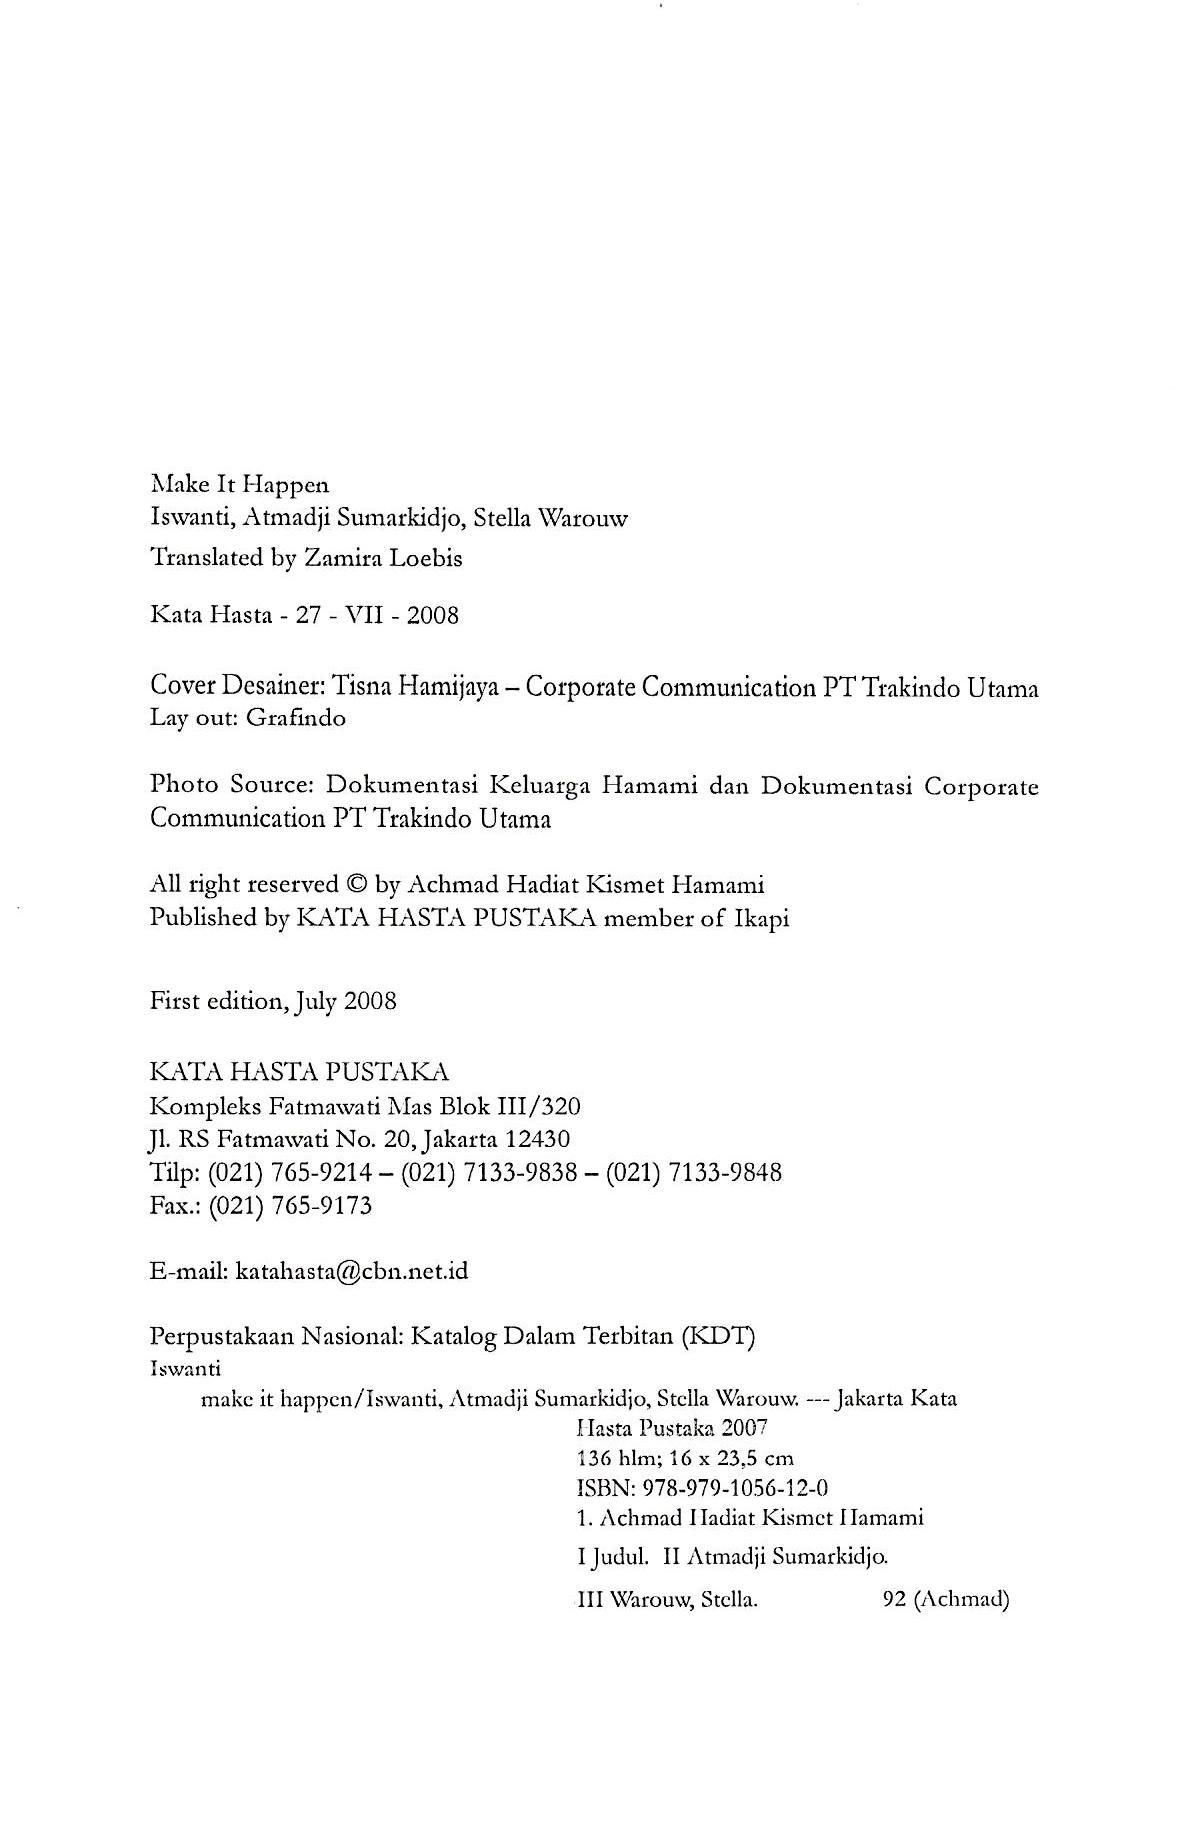 Make It Happen
Iswanti, Atmadji Sumarkidjo, Stella Warouw
Translated by Zamira Loebis
Kata Hasta - 27 - VII - 2008
Cover Desainer: Tisna Hamijaya – Corporate Communication PT Trakindo Utama
Lay out: Grafindo
Photo Source: Dokumentasi Keluarga Hamami dan Dokumentasi Corporate
Communication PT Trakindo Utama
All right reserved © by Achmad Hadiat Kismet Hamami
Published by KATA HASTA PUSTAKA member of Ikapi
First edition, July 2008
KATA HASTA PUSTAKA
Kompleks Fatmawati Mas Blok III/320
Jl. RS Fatmawati No. 20, Jakarta 12430
Tilp: (021) 765-9214 – (021) 7133-9838 – (021) 7133-9848
Fax.: (021) 765-9173
E-mail: katahasta@cbn.net.id
Perpustakaan Nasional: Katalog Dalam Terbitan (KDT)
Iswanti
make it happen/Iswanti, Atmadji Sumarkidjo, Stella Warouw. --- Jakarta Kata
Hasta Pustaka 2007
136 hlm; 16 x 23,5 cm
ISBN: 978-979-1056-12-0
1. Achmad Hadiat Kismet Hamami
I Judul. II Atmadji Sumarkidjo.
III Warouw, Stella. 92 (Achmad)